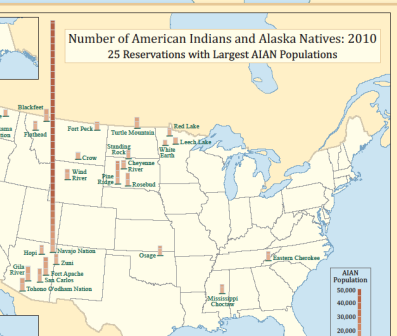 Number of American Indians and Alaska Natives: 2010
25 Reservations with Largest AIAN Populations
Blackfeet
Flathead
Fort Peck
Turtle Mountain
Red Lake
Leech Lake
White
Earth
Standing
Rock
Crow
Cheyenne
River
Wind
River
Pine
Ridge
Rosebud
Hopi
Navajo Nation
Osage
Eastern Cherokee
Zuni
Gila
River
Fort Apache
San Carlos
Tohono O'odham Nation
Mississippi
Choctaw
AIAN
Population
50,000
40,000
30,000
20,000